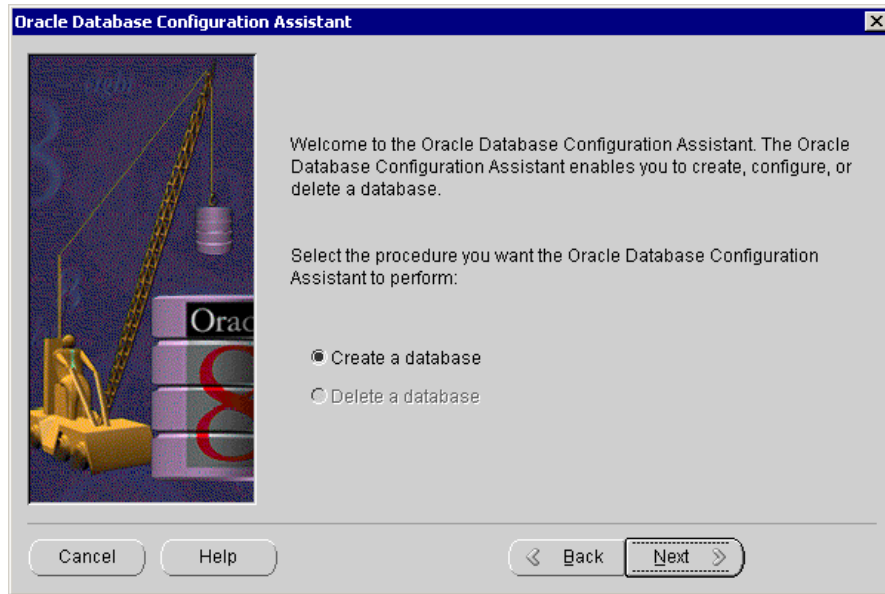 Oracle Database Configuration Assistant
Welcome to the Oracle Database Configuration Assistant. The Oracle
Database Configuration Assistant enables you to create, configure, or
delete a database.
Select the procedure you want the Oracle Database Configuration
Assistant to perform:
Orac
8
Create a database
Delete a database
Cancel
Help
Back
Next